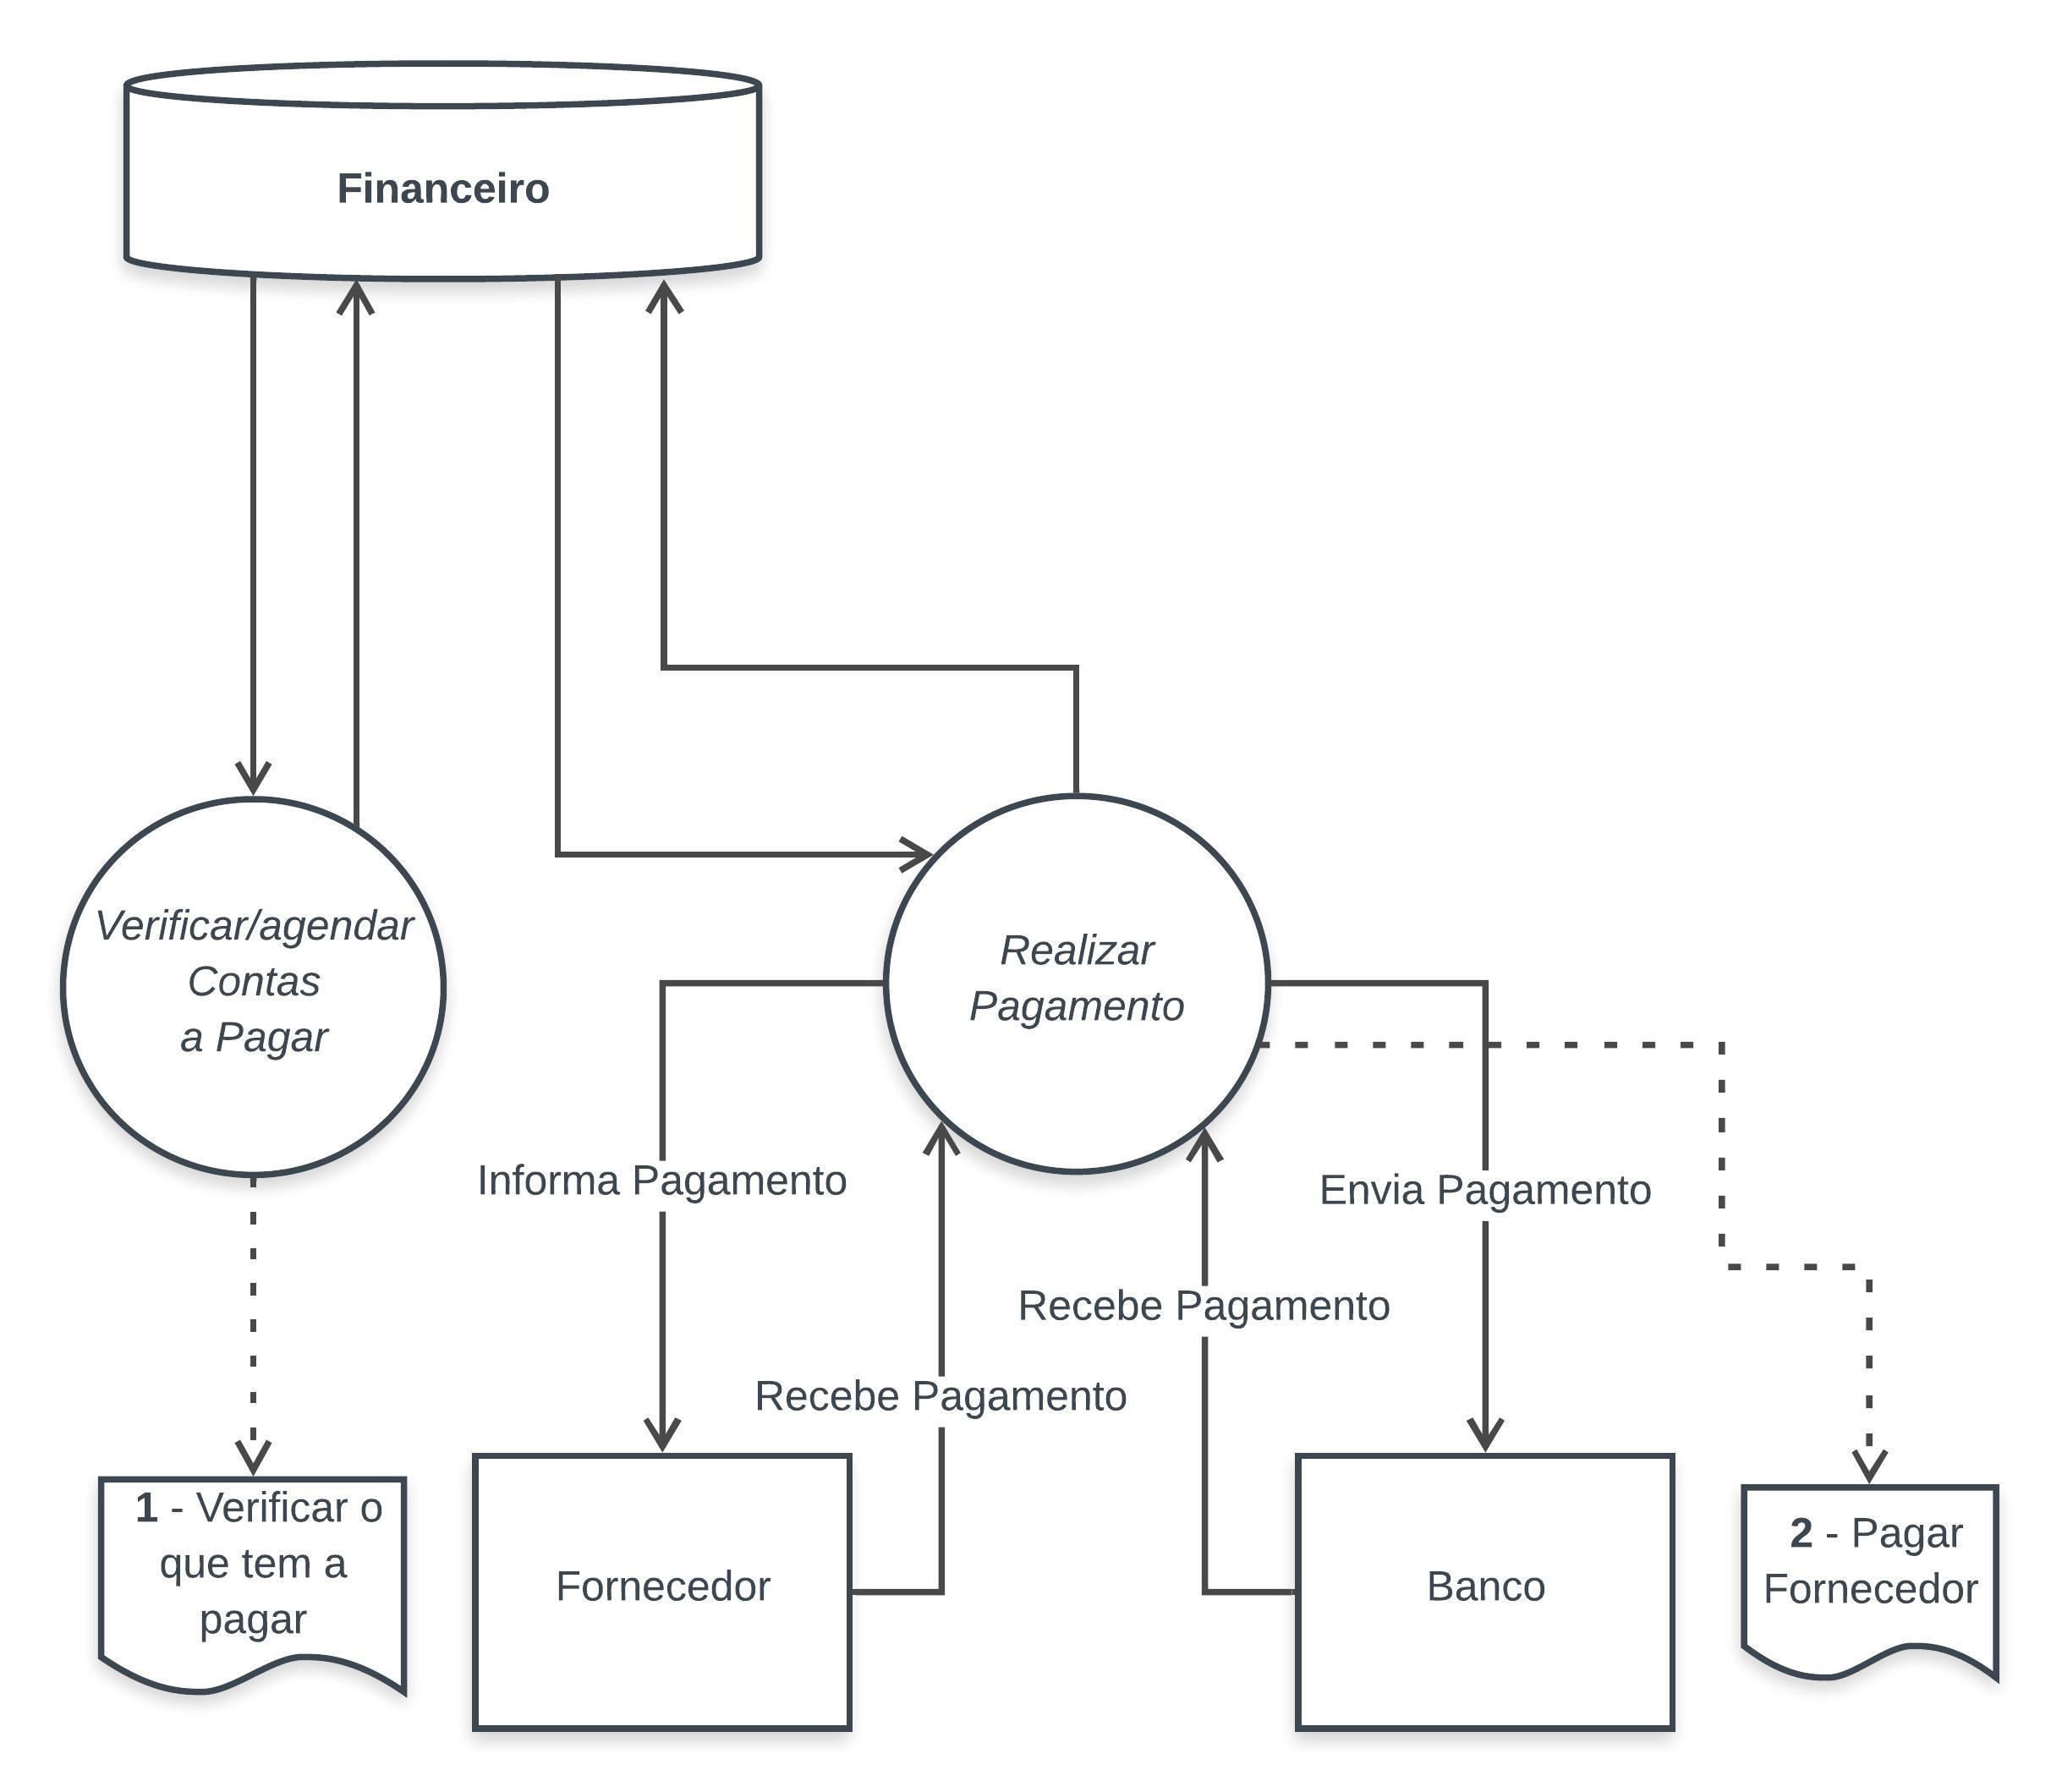 Financeiro
Verificar/agendar
Contas
a Pagar
Realizar
Pagamento
Informa Pagamento
Envia Pagamento
Recebe Pagamento
Recebe Pagamento
1 - Verificar o
que tem a
pagar
Fornecedor
Banco
2 - Pagar
Fornecedor